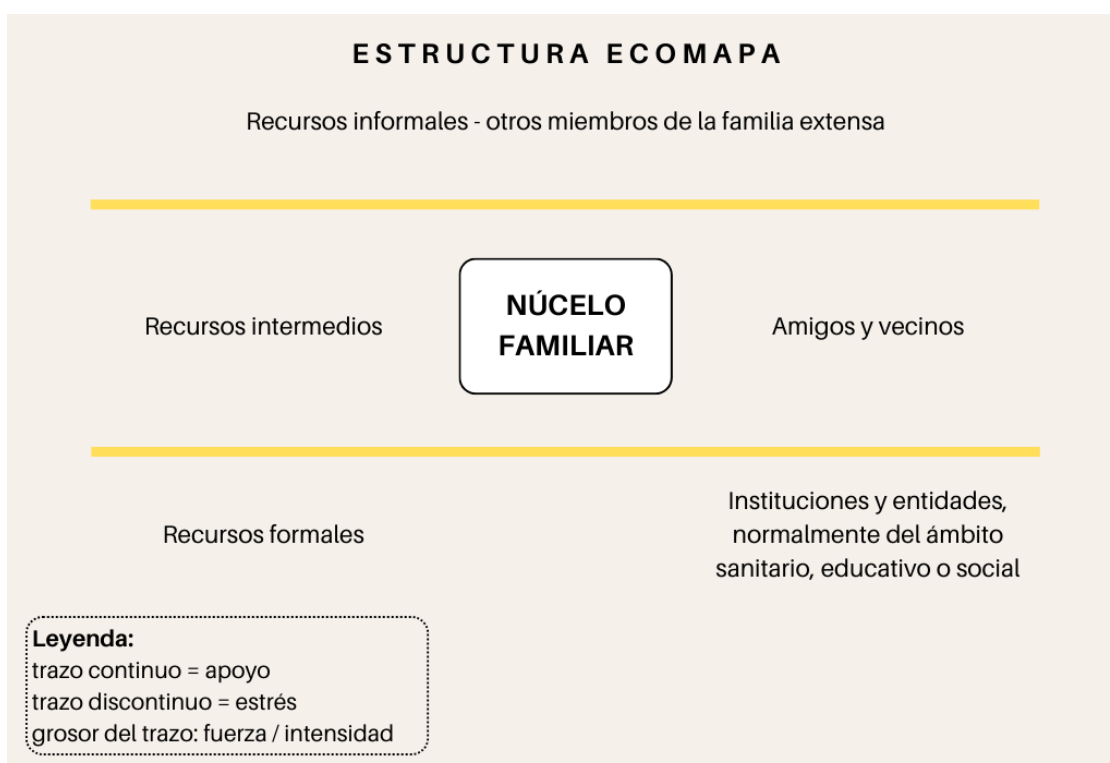 ESTRUCTURA ECOMAPA
Recursos informales - otros miembros de la familia extensa
Recursos intermedios
NÚCELO
FAMILIAR
Amigos y vecinos
Recursos formales
Instituciones y entidades,
normalmente del ámbito
sanitario, educativo o social
Leyenda:
trazo continuo = apoyo
trazo discontinuo = estrés
grosor del trazo: fuerza / intensidad